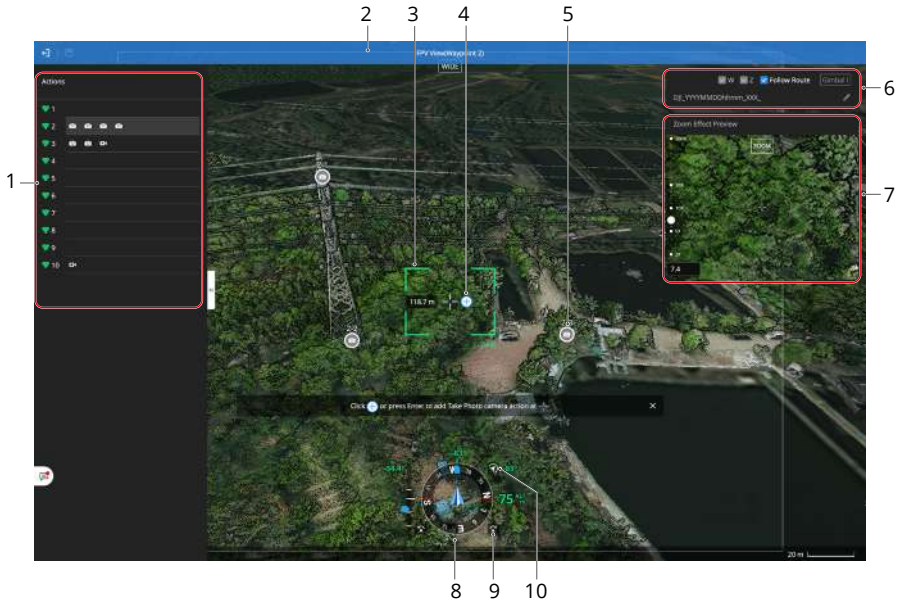 2 3 4 5
FPV View(Waypoint 2)
WIDE
Actions
W Z Follow Route Gimbal 1
6
Zoom Effect Preview
ZOOM
1
2
3
4
5
6
7
8
9
10
1
7
7.4
118.7 m
Click or press Enter to add Take Photo camera action at
W
N
S
E
75
20 m
8 9 10